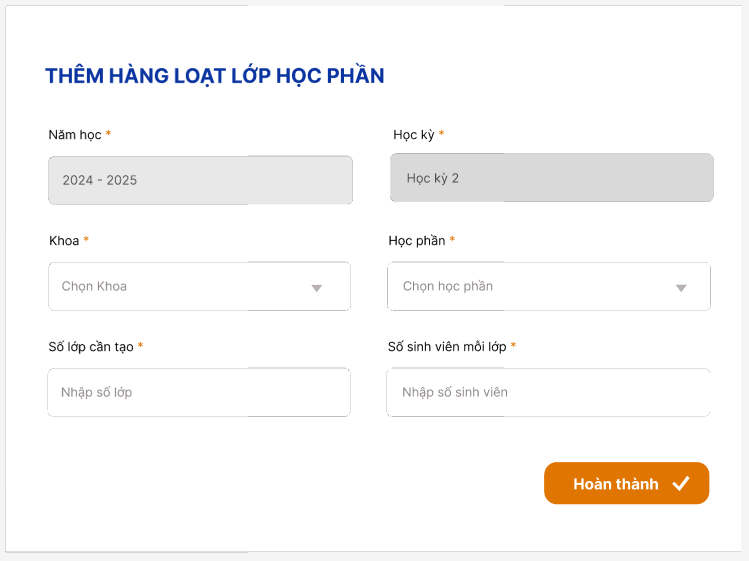 THÊM HÀNG LOẠT LỚP HỌC PHẦN
Năm học *
Học kỳ *
2024 - 2025
Học kỳ 2
Khoa *
Học phần *
Chọn Khoa
Chọn học phần
Số lớp cần tạo *
Số sinh viên mỗi lớp *
Nhập số lớp
Nhập số sinh viên
Hoàn thành